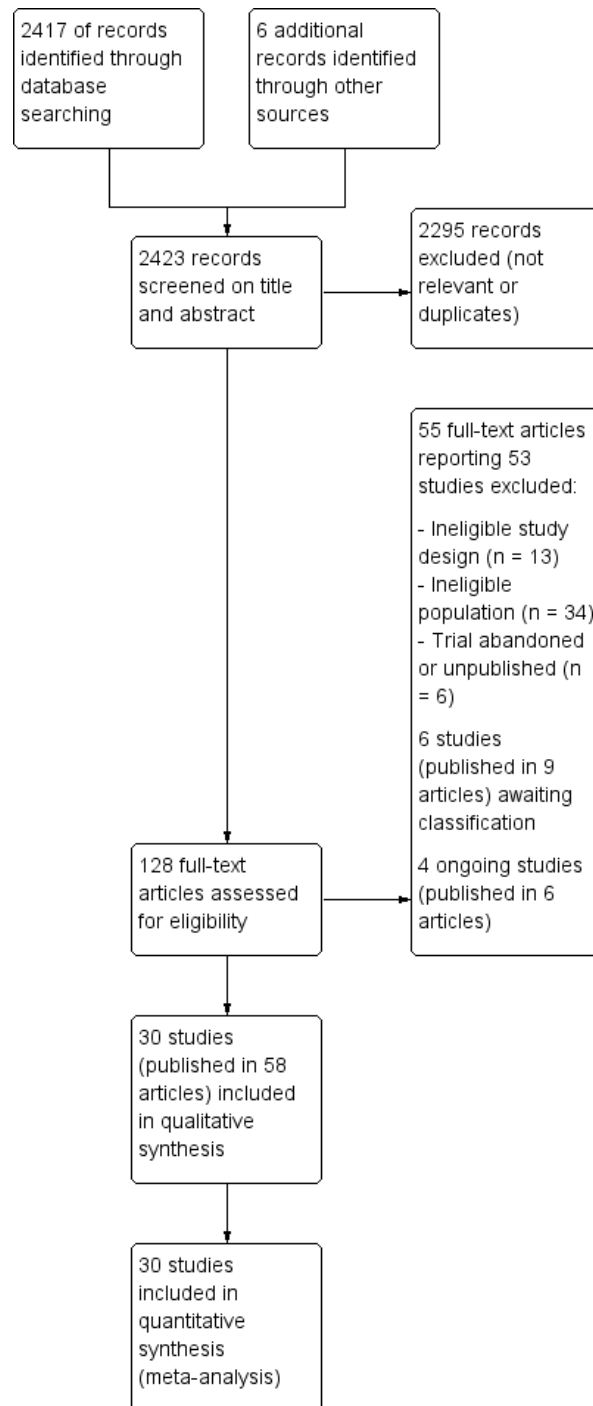 2417 of records
identified through
database
searching
6 additional
records identified
through other
sources
2423 records
screened on title
and abstract
2295 records
excluded (not
relevant or
duplicates)
55 full-text articles
reporting 53
studies excluded:
- Ineligible study
design (n = 13)
- Ineligible
population (n = 34)
- Trial abandoned
or unpublished (n
= 6)
6 studies
(published in 9
articles) awaiting
classification
4 ongoing studies
(published in 6
articles)
128 full-text
articles assessed
for eligibility
30 studies
(published in 58
articles) included
in qualitative
synthesis
30 studies
included in
quantitative
synthesis
(meta-analysis)